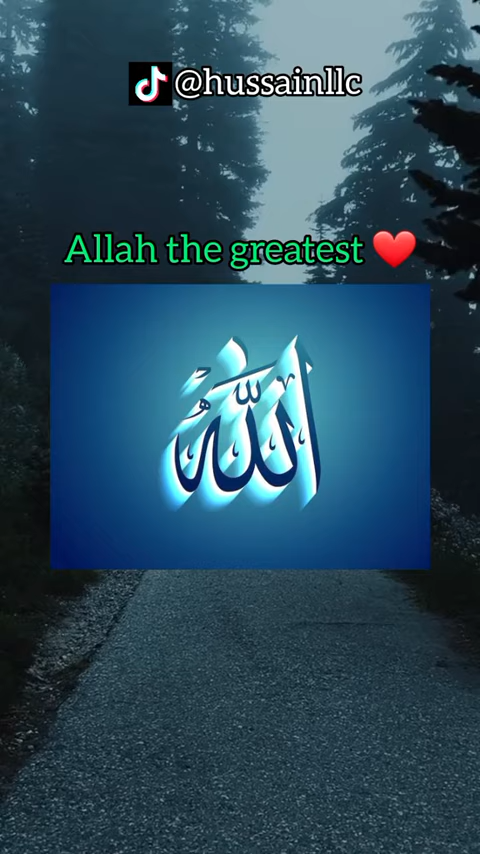 @hussainllc
Allah the greatest ❤️
اللهُ